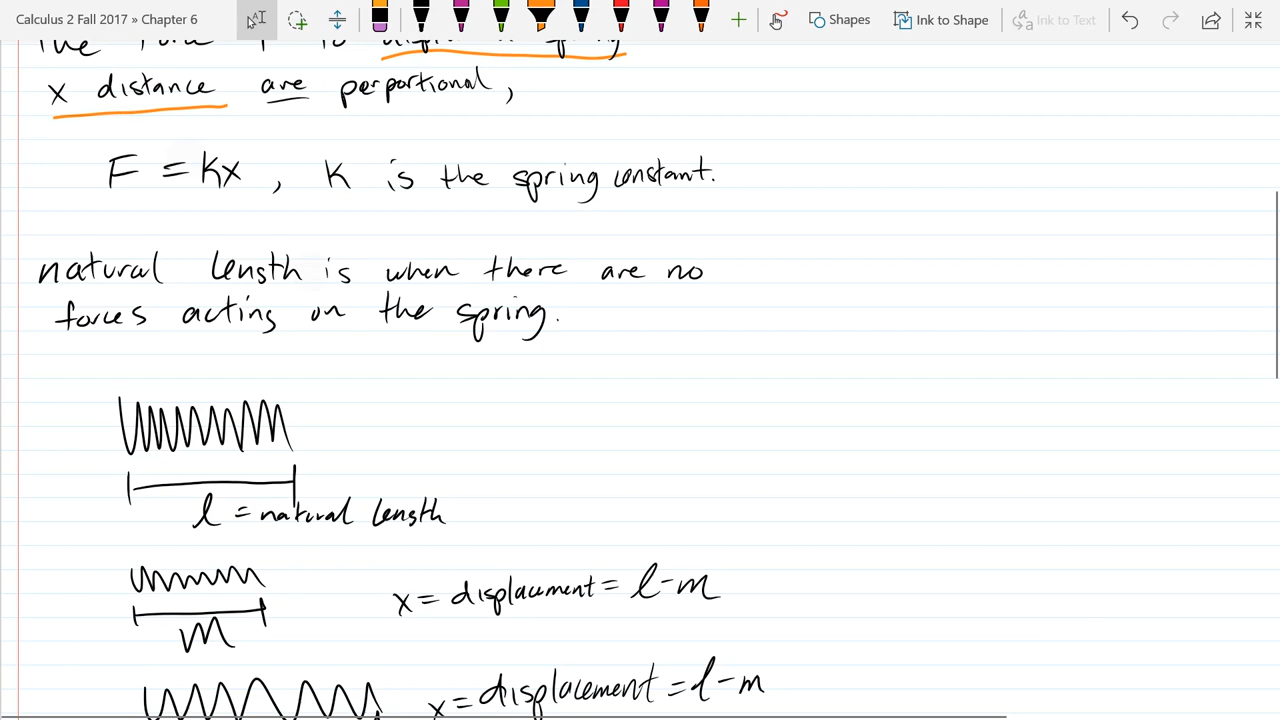 Calculus 2 Fall 2017 » Chapter 6
Shapes
Ink to Shape
Ink to Text
x distance are perportional,
F = kx , K is the spring constant.
natural length is when there are no
forces acting on the spring.
l = natural length
x = displacement = l - m
m
x = displacement = l - m